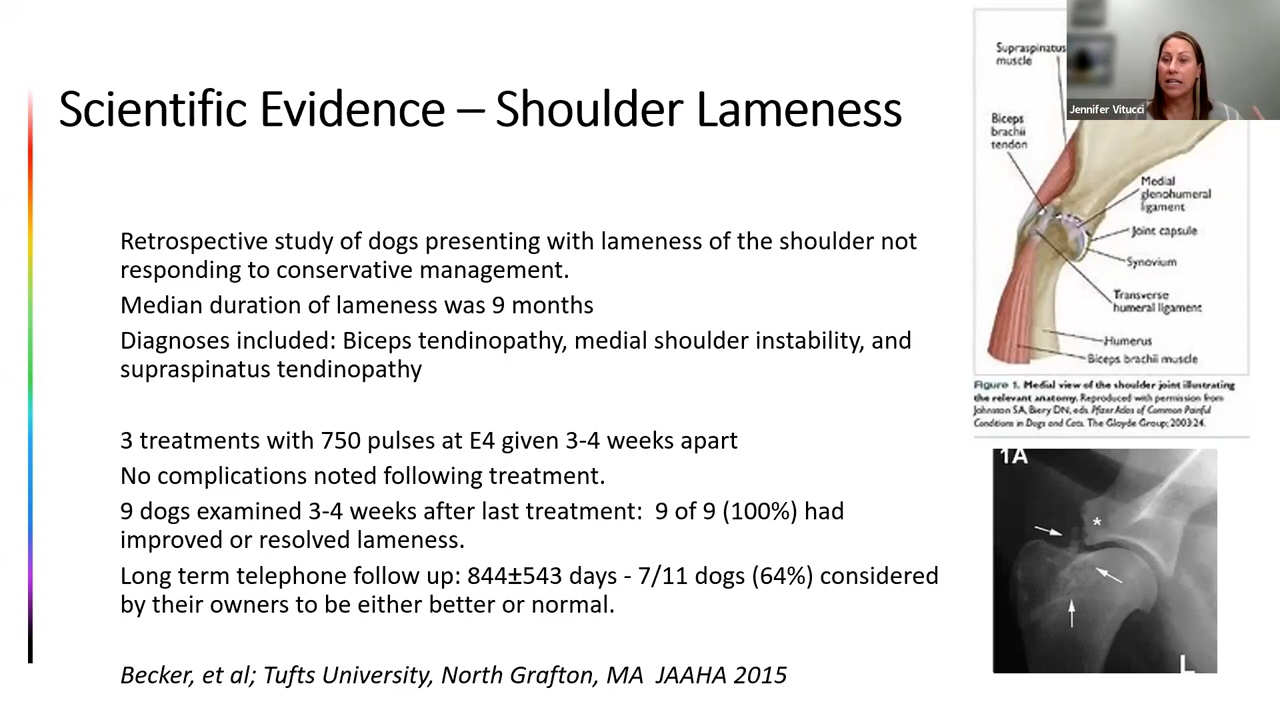 Scientific Evidence – Shoulder Lameness
Retrospective study of dogs presenting with lameness of the shoulder not
responding to conservative management.
Median duration of lameness was 9 months
Diagnoses included: Biceps tendinopathy, medial shoulder instability, and
supraspinatus tendinopathy
3 treatments with 750 pulses at E4 given 3-4 weeks apart
No complications noted following treatment.
9 dogs examined 3-4 weeks after last treatment:  9 of 9 (100%) had
improved or resolved lameness.
Long term telephone follow up: 844±543 days - 7/11 dogs (64%) considered
by their owners to be either better or normal.
Becker, et al; Tufts University, North Grafton, MA  JAAHA 2015
Supraspinatus
muscle
Biceps
brachii
tendon
Medial
glenohumeral
ligament
Joint capsule
Synovium
Transverse
humeral ligament
Humerus
Biceps brachii muscle
Figure 1. Medial view of the shoulder joint illustrating
the relevant anatomy. Reproduced with permission from
Johnston SA, Biery DN, eds. Pfizer Atlas of Common Painful
Conditions in Dogs and Cats. The Gloyde Group; 2003:24.
1A
*
L
Jennifer Vitucci